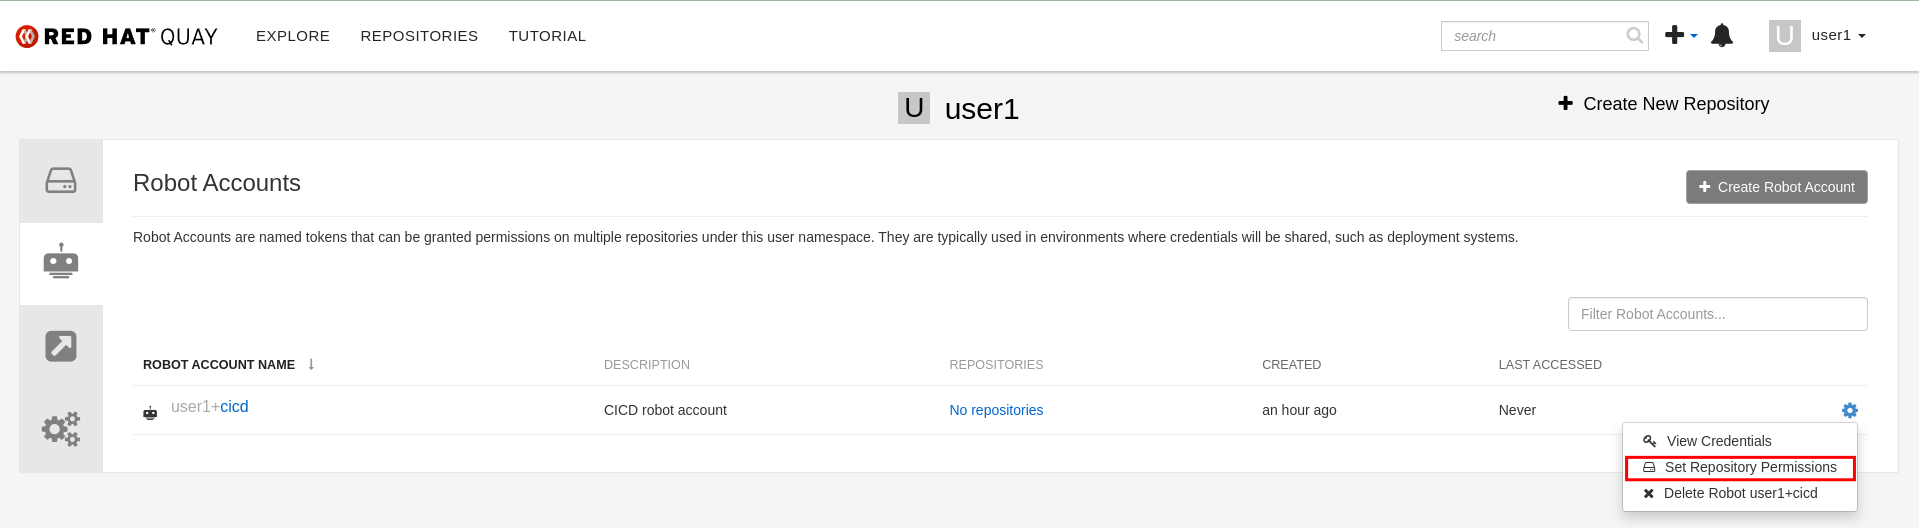 RED HAT® QUAY EXPLORE REPOSITORIES TUTORIAL search U user1
U user1 Create New Repository
Robot Accounts Create Robot Account
Robot Accounts are named tokens that can be granted permissions on multiple repositories under this user namespace. They are typically used in environments where credentials will be shared, such as deployment systems.
Filter Robot Accounts...
ROBOT ACCOUNT NAME DESCRIPTION REPOSITORIES CREATED LAST ACCESSED
user1+cicd CICD robot account No repositories an hour ago Never
View Credentials
Set Repository Permissions
Delete Robot user1+cicd